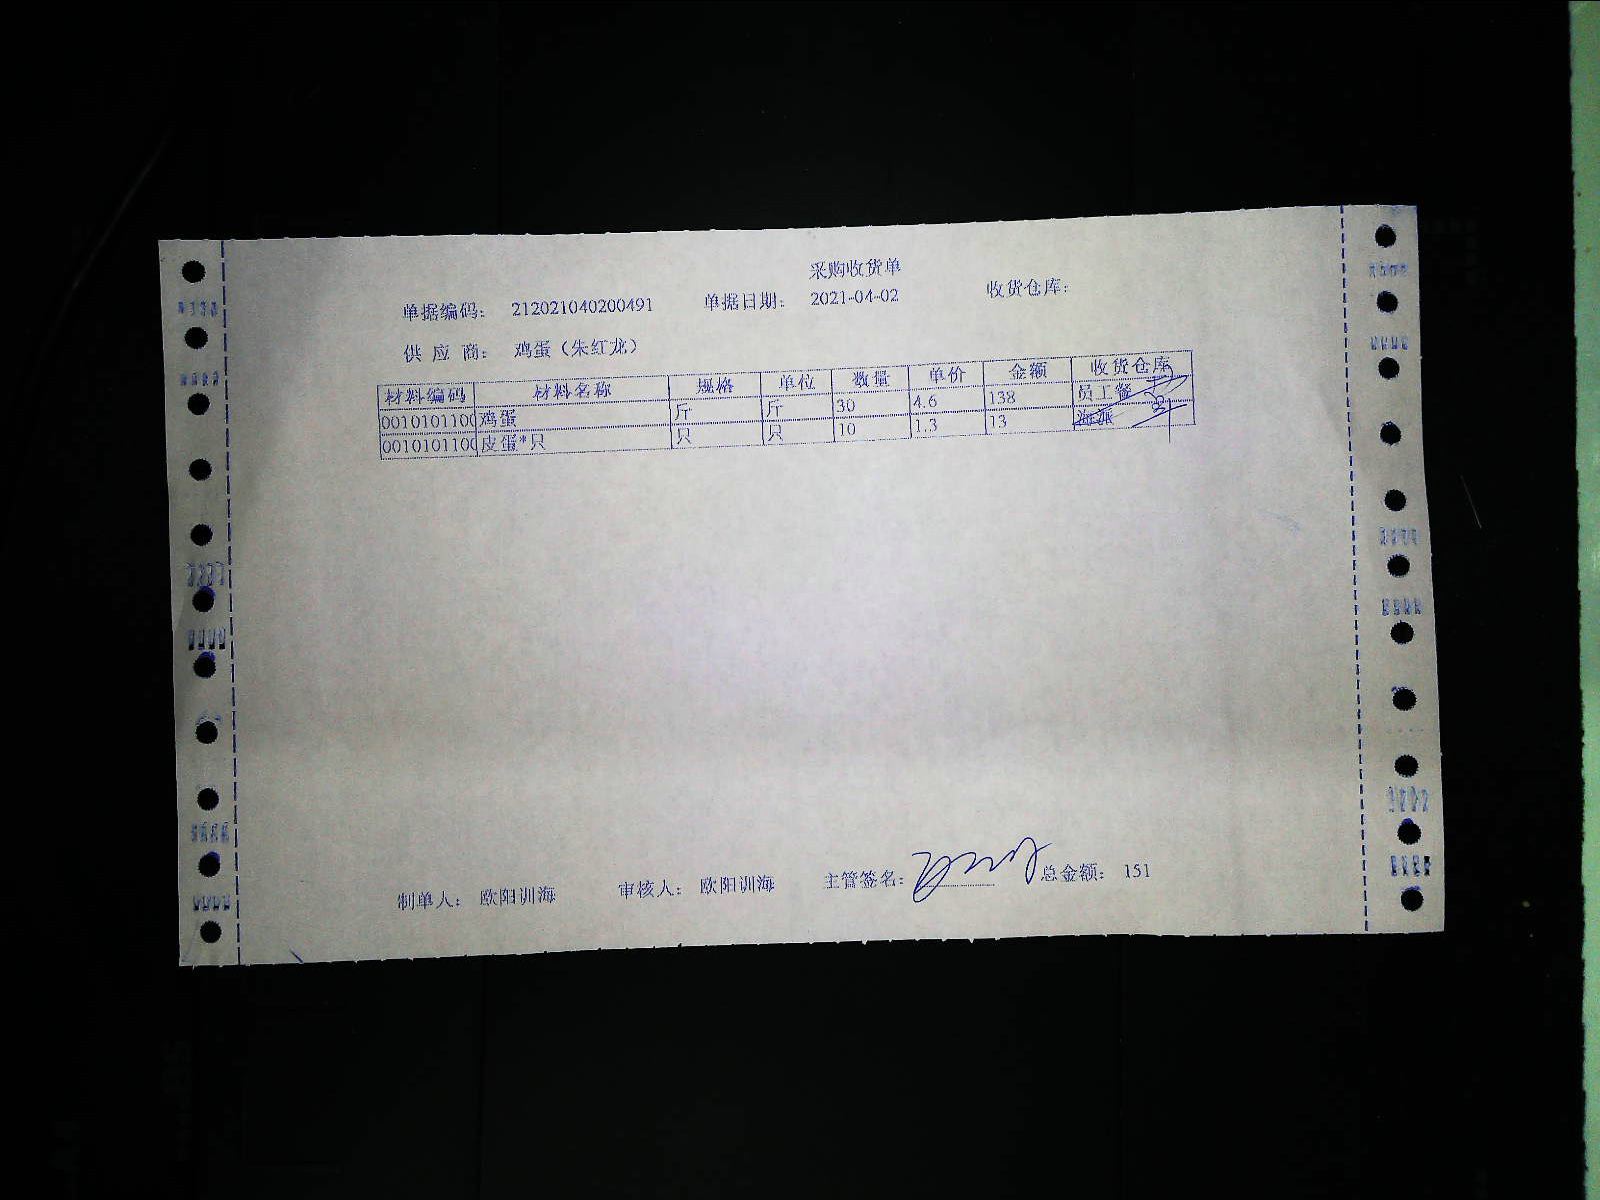 采购收货单
单据编码： 212021040200491 单据日期： 2021-04-02 收货仓库：
供 应 商： 鸡蛋（朱红龙）
材料编码 材料名称 规格 单位 数量 单价 金额 收货仓库
0010101100 鸡蛋 斤 斤 30 4.6 138 员工餐
0010101100 皮蛋*只 只 只 10 1.3 13 海派
制单人： 欧阳训海 审核人： 欧阳训海 主管签名： 总金额： 151